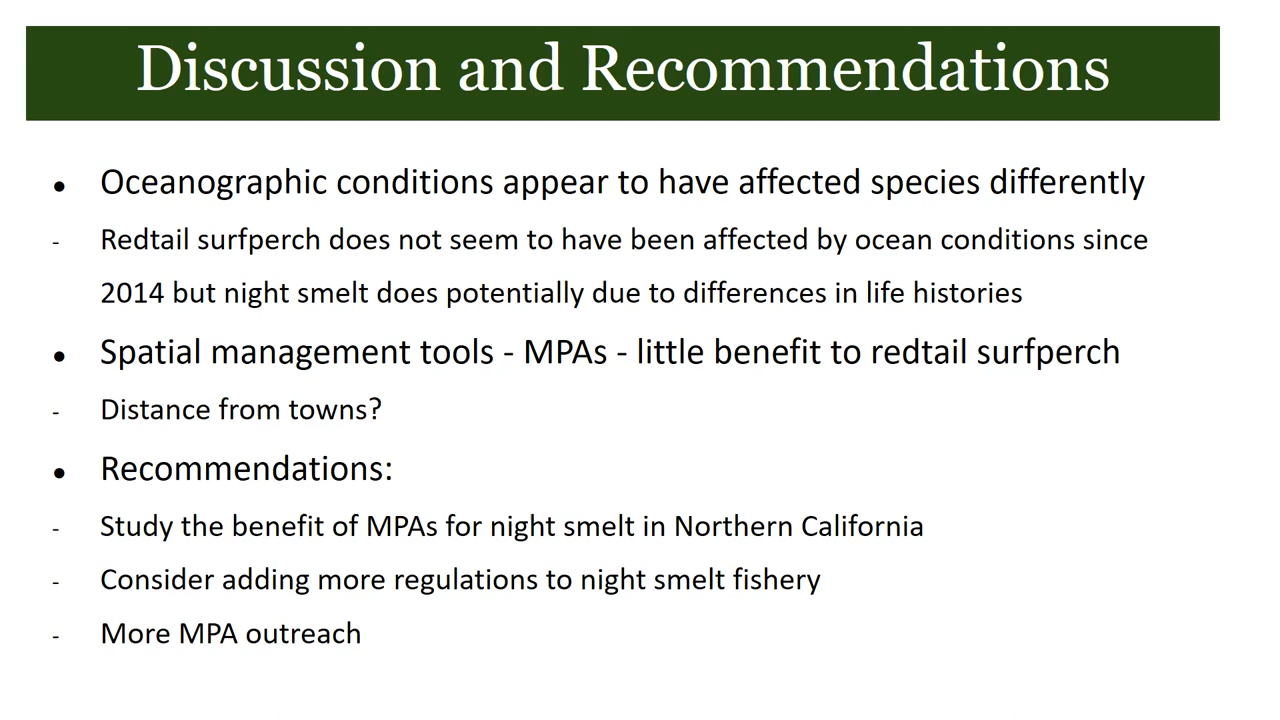 Discussion and Recommendations
● Oceanographic conditions appear to have affected species differently
- Redtail surfperch does not seem to have been affected by ocean conditions since
2014 but night smelt does potentially due to differences in life histories
● Spatial management tools - MPAs - little benefit to redtail surfperch
- Distance from towns?
● Recommendations:
- Study the benefit of MPAs for night smelt in Northern California
- Consider adding more regulations to night smelt fishery
- More MPA outreach